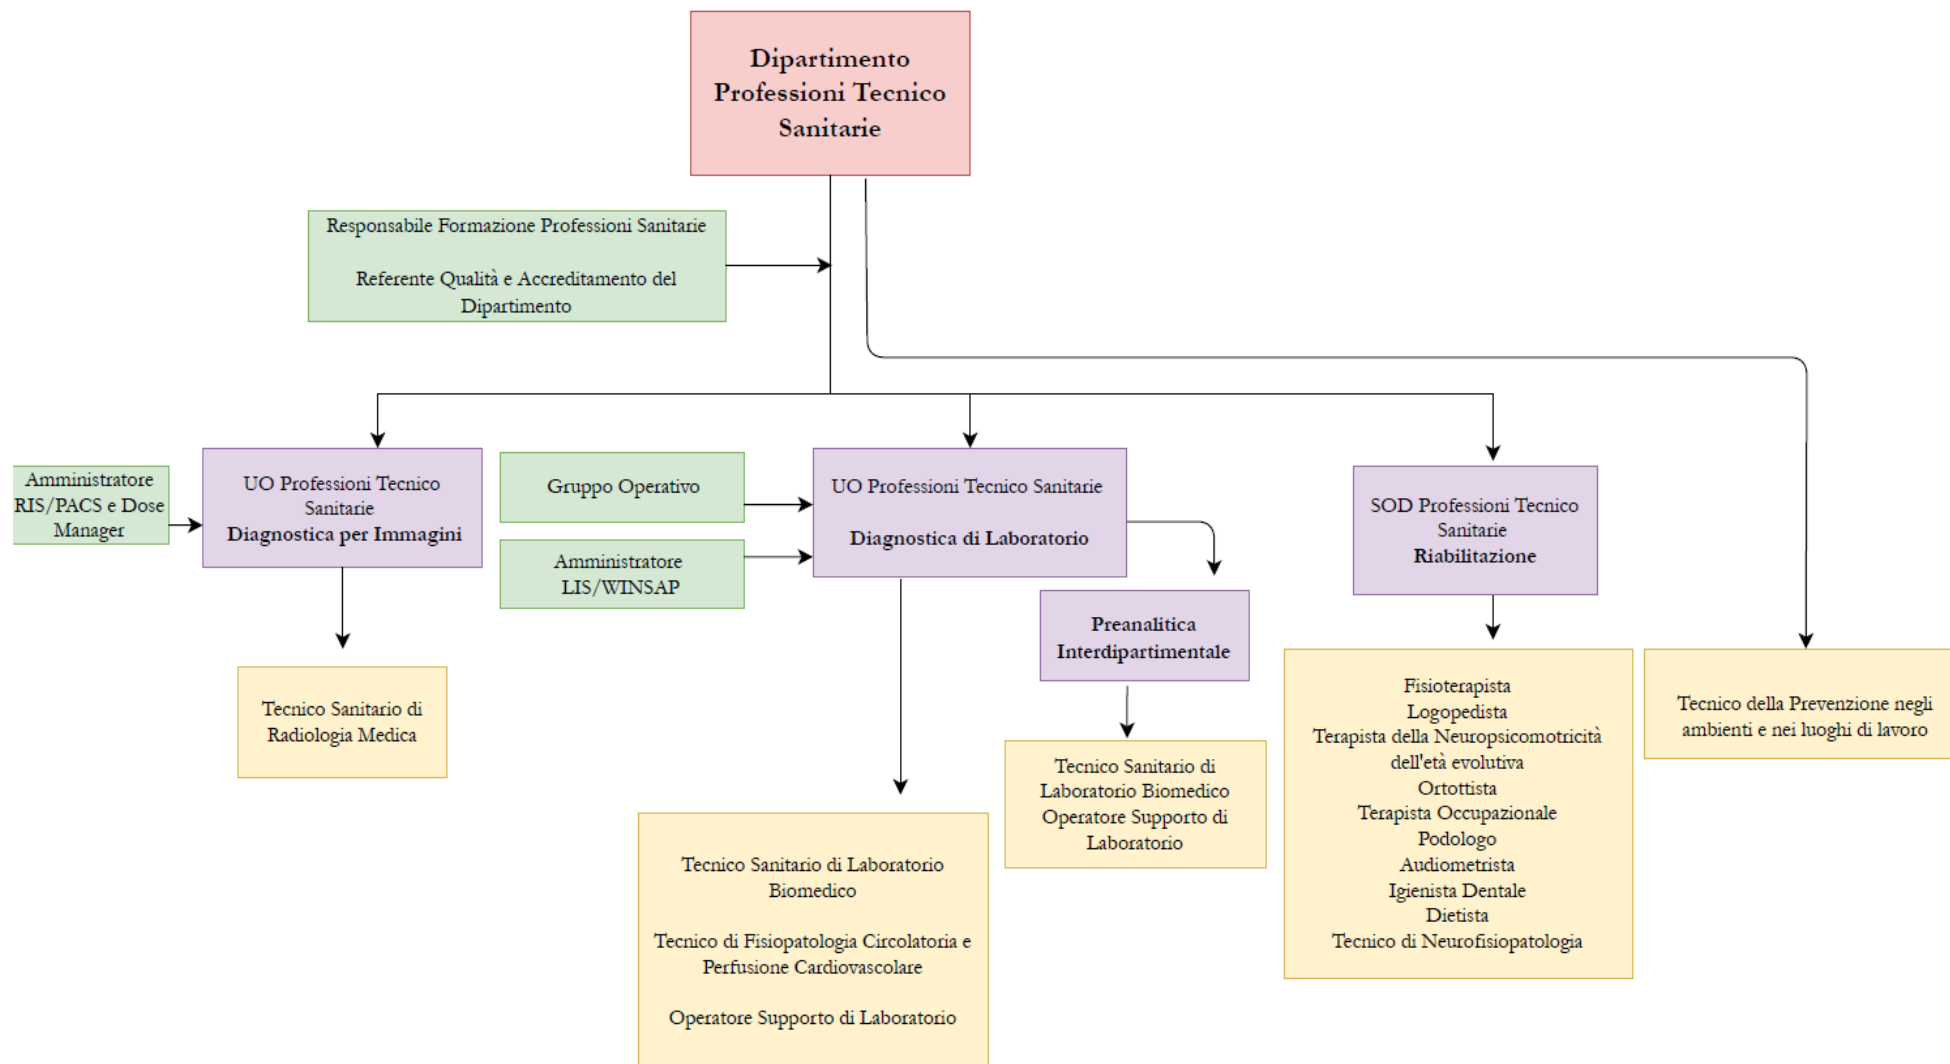 Dipartimento
Professioni Tecnico
Sanitarie
Responsabile Formazione Professioni Sanitarie
Referente Qualità e Accreditamento del
Dipartimento
Amministratore
RIS/PACS e Dose
Manager
UO Professioni Tecnico
Sanitarie
Diagnostica per Immagini
Gruppo Operativo
Amministratore
LIS/WINSAP
UO Professioni Tecnico Sanitarie
Diagnostica di Laboratorio
SOD Professioni Tecnico
Sanitarie
Riabilitazione
Preanalitica
Interdipartimentale
Tecnico Sanitario di
Radiologia Medica
Tecnico Sanitario di Laboratorio
Biomedico
Tecnico di Fisiopatologia Circolatoria e
Perfusione Cardiovascolare
Operatore Supporto di Laboratorio
Tecnico Sanitario di
Laboratorio Biomedico
Operatore Supporto di
Laboratorio
Fisioterapista
Logopedista
Terapista della Neuropsicomotricità
dell'età evolutiva
Ortottista
Terapista Occupazionale
Podologo
Audiometrista
Igienista Dentale
Dietista
Tecnico di Neurofisiopatologia
Tecnico della Prevenzione negli
ambienti e nei luoghi di lavoro